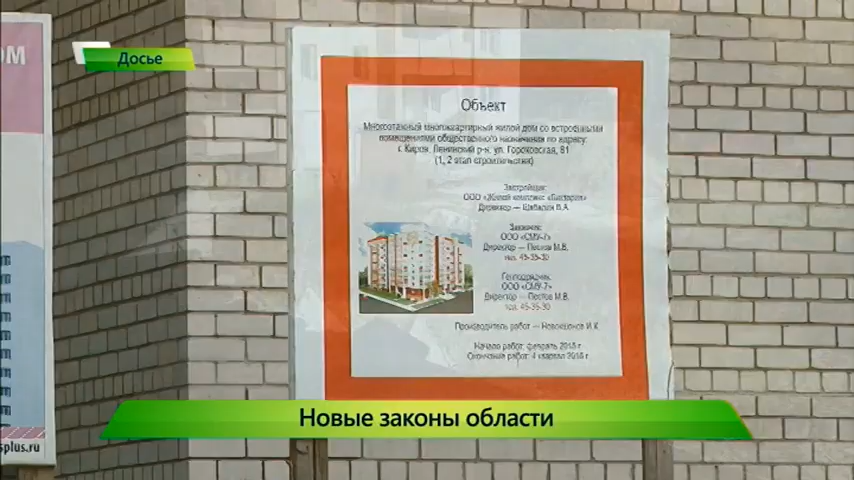 ОМ
Досье
Объект
Многоэтажный многоквартирный жилой дом со встроенными
помещениями общественного назначения по адресу:
г. Киров, Ленинский р-н, ул. Гороховская, 81
(1, 2 этап строительства)
Застройщик:
ООО «Жилой комплекс
Директор — Шабалин В.А.
Заказчик:
ООО «СМУ-7»
Директор — Пестов М.В.
тел. 45-35-30
Генподрядчик:
ООО «СМУ-7»
Директор — Пестов М.В.
тел. 45-35-30
Производитель работ — И.К.
Начало работ: февраль 2015 г.
Окончание работ: 4 квартал 2016 г.
Новые законы области
splus.ru